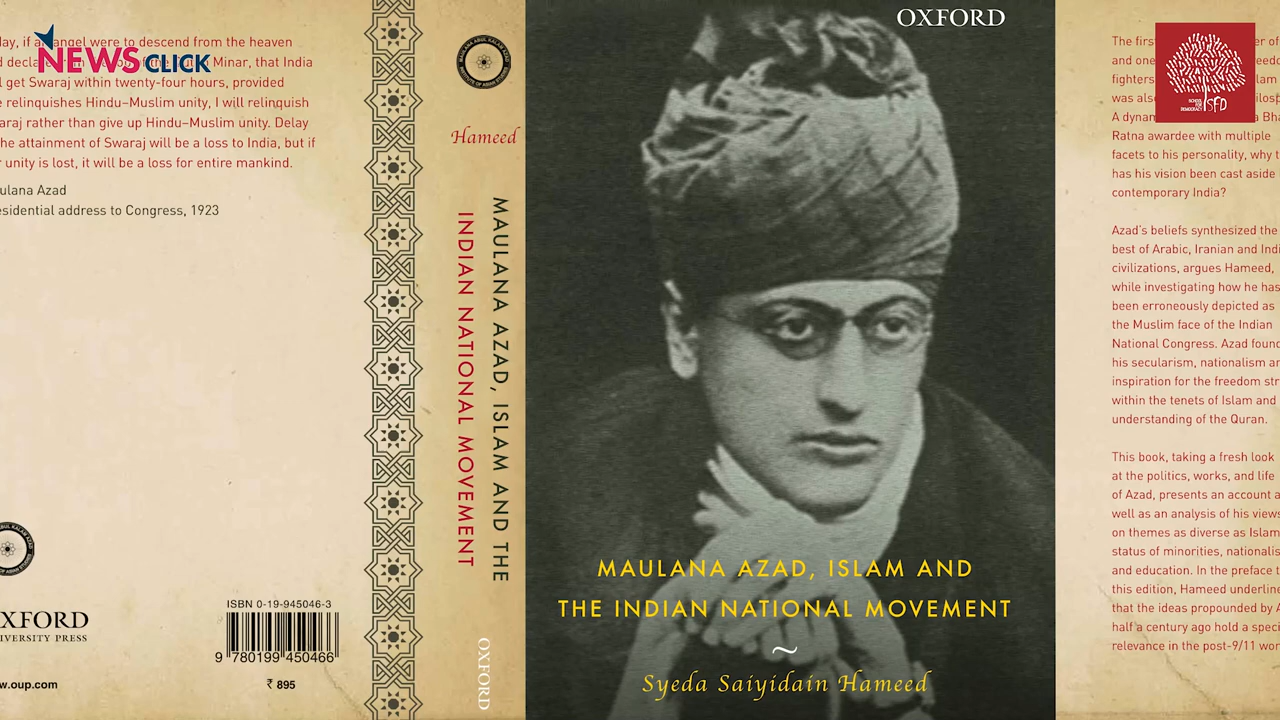 NEWSCLICK
day, if an angel were to descend from the heaven
Minar, that India
get Swaraj within twenty-four hours, provided
relinquishes Hindu–Muslim unity, I will relinquish
araj rather than give up Hindu–Muslim unity. Delay
he attainment of Swaraj will be a loss to India, but if
unity is lost, it will be a loss for entire mankind.
ulana Azad
esidential address to Congress, 1923
OXFORD
IVERSITY PRESS
w.oup.com
ISBN 0-19-945046-3
9 780199 450466
₹ 895
Hameed
MAULANA AZAD, ISLAM AND THE
INDIAN NATIONAL MOVEMENT
OXFORD
OXFORD
MAULANA AZAD, ISLAM AND
THE INDIAN NATIONAL MOVEMENT
~
Syeda Saiyidain Hameed
SCHOOL FOR DEMOCRACY
ISFD
The first
and one
fighters
was als
A dynam
Ratna awardee with multiple
facets to his personality, why
has his vision been cast aside
contemporary India?
Azad's beliefs synthesized the
best of Arabic, Iranian and Indi
civilizations, argues Hameed,
while investigating how he has
been erroneously depicted as
the Muslim face of the Indian
National Congress. Azad found
his secularism, nationalism an
inspiration for the freedom str
within the tenets of Islam and
understanding of the Quran.
This book, taking a fresh look
at the politics, works, and life
of Azad, presents an account a
well as an analysis of his views
on themes as diverse as Islam
status of minorities, nationalis
and education. In the preface t
this edition, Hameed underline
that the ideas propounded by A
half a century ago hold a speci
relevance in the post-9/11 wor